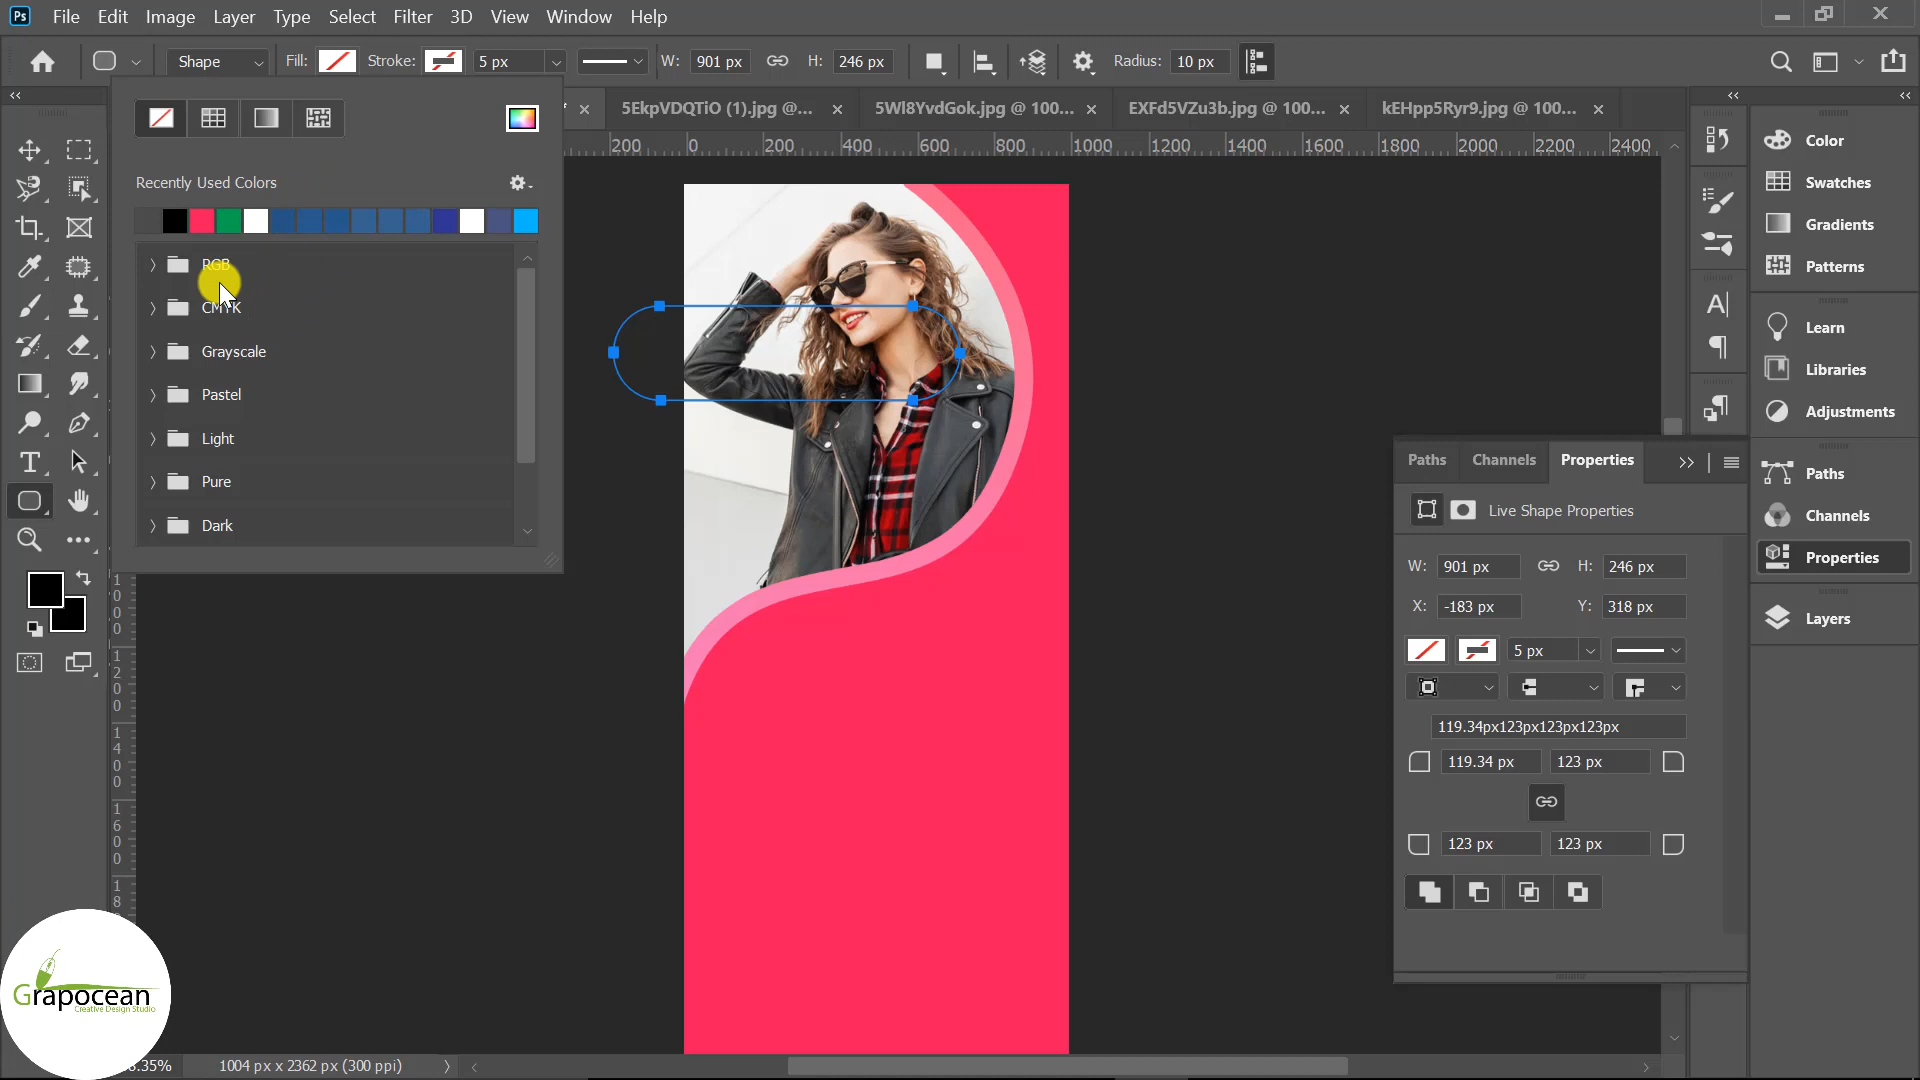 Ps File Edit Image Layer Type Select Filter 3D View Window Help
Shape Fill: Stroke: 5 px W: 901 px H: 246 px Radius: 10 px
5EkpVDQTiO (1).jpg @... 5Wl8YvdGok.jpg @ 100... EXFd5VZu3b.jpg @ 100... kEHpp5Ryr9.jpg @ 100...
200 0 200 400 600 800 1000 1200 1400 1600 1800 2000 2200 2400
Recently Used Colors
RGB
CMYK
Grayscale
Pastel
Light
Pure
Dark
1200
1400
1600
Color
Swatches
Gradients
Patterns
Learn
Libraries
Adjustments
Paths
Channels
Properties
Layers
Paths Channels Properties
Live Shape Properties
W: 901 px H: 246 px
X: -183 px Y: 318 px
5 px
119.34px123px123px123px
119.34 px 123 px
123 px 123 px
Grapocean
Creative Design Studio
.35% 1004 px x 2362 px (300 ppi)